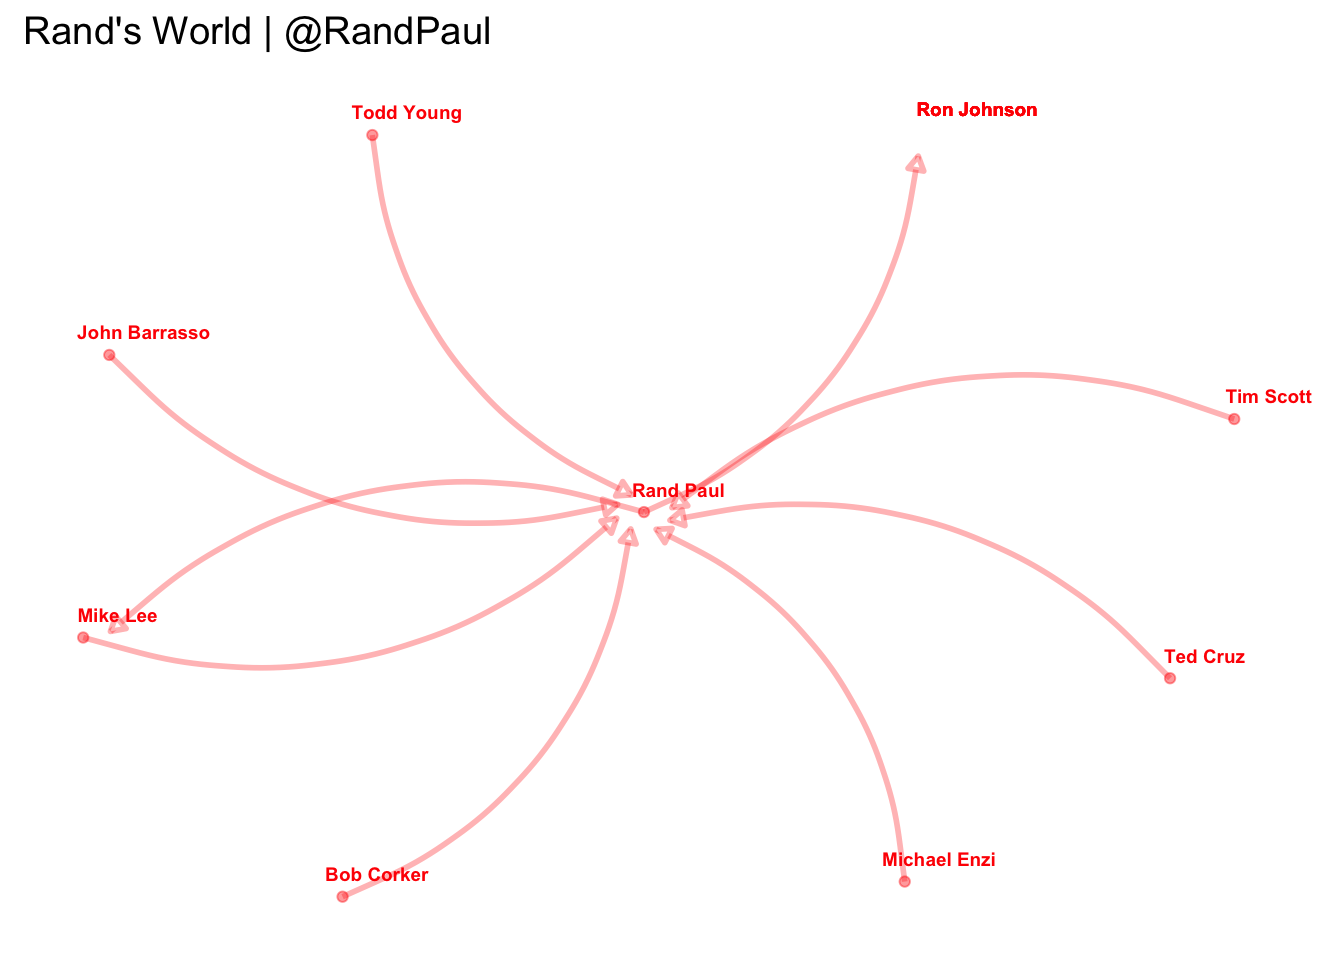 Rand's World | @RandPaul
Todd Young
Ron Johnson
John Barrasso
Tim Scott
Rand Paul
Mike Lee
Ted Cruz
Michael Enzi
Bob Corker